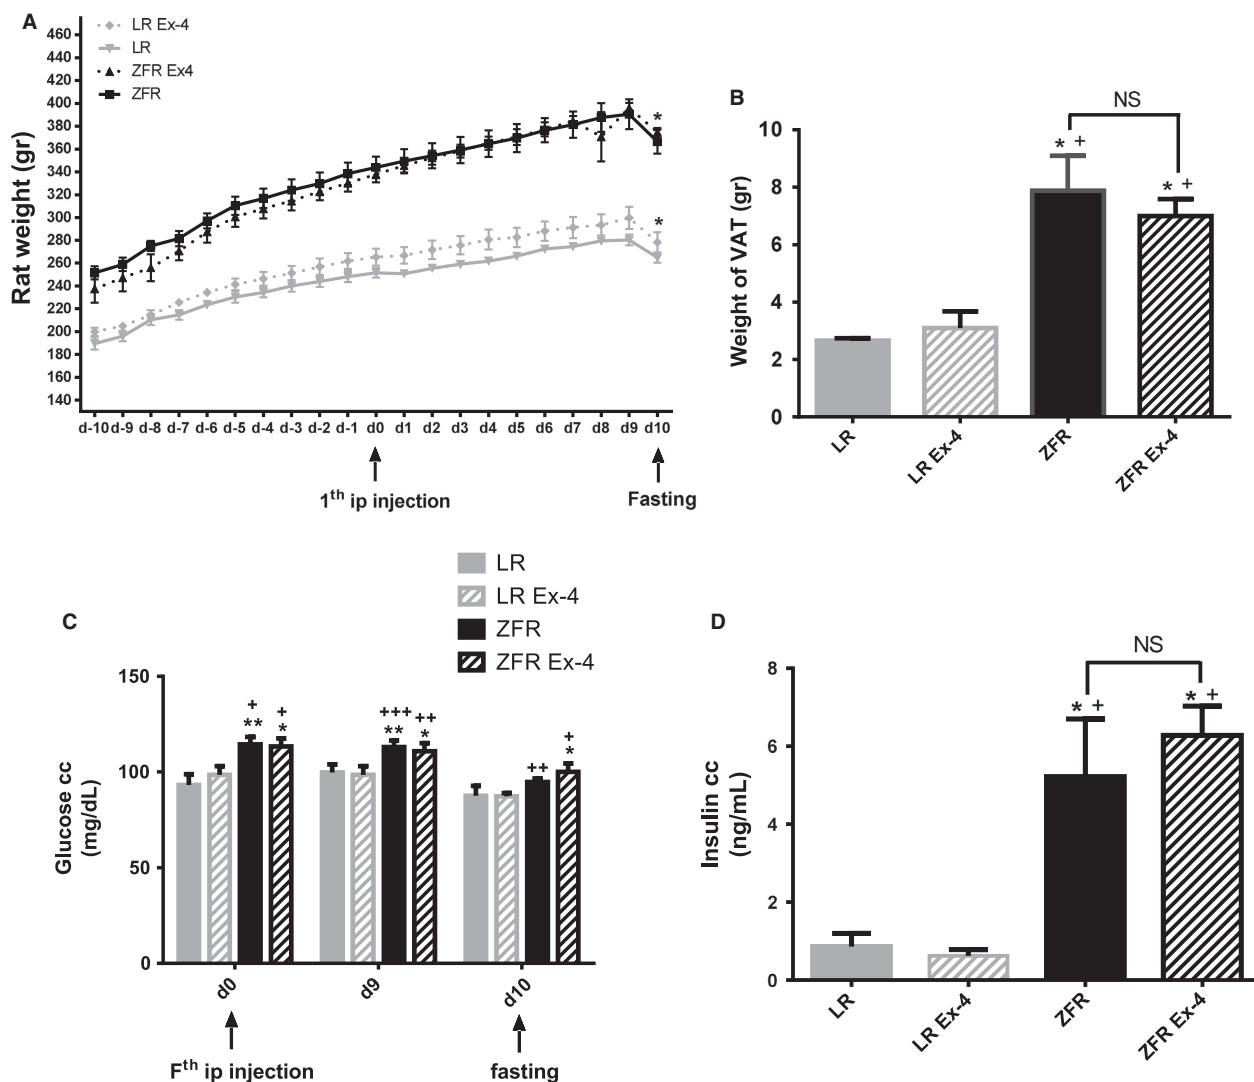 A
LR Ex-4
LR
ZFR Ex4
ZFR
Rat weight (gr)
460
440
420
400
380
360
340
320
300
280
260
240
220
200
180
160
140
*
*
d-10 d-9 d-8 d-7 d-6 d-5 d-4 d-3 d-2 d-1 d0 d1 d2 d3 d4 d5 d6 d7 d8 d9 d10
1th ip injection
Fasting
B
NS
* +
* +
Weight of VAT (gr)
10
8
6
4
2
0
LR
LR Ex-4
ZFR
ZFR Ex-4
C
LR
LR Ex-4
ZFR
ZFR Ex-4
Glucose cc
(mg/dL)
150
100
50
0
+
**
+
*
+++
**
++
*
++
+
*
d0
d9
d10
Fth ip injection
fasting
D
NS
* +
* +
Insulin cc
(ng/mL)
8
6
4
2
0
LR
LR Ex-4
ZFR
ZFR Ex-4